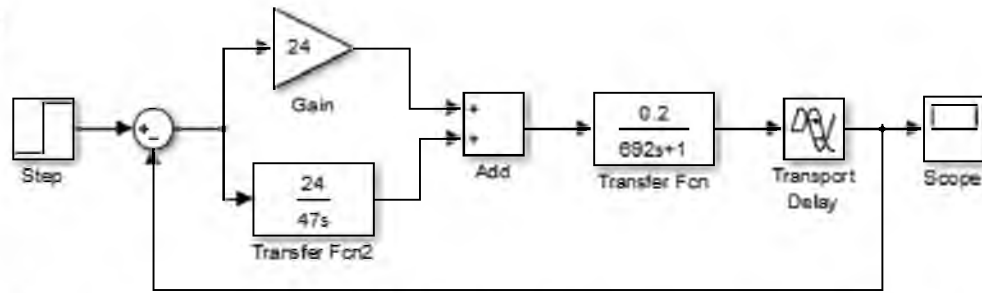 24
Gain
+
-
Step
+
+
Add
0.2
692s+1
Transfer Fcn
Transport
Delay
Scope
24
47s
Transfer Fcn2